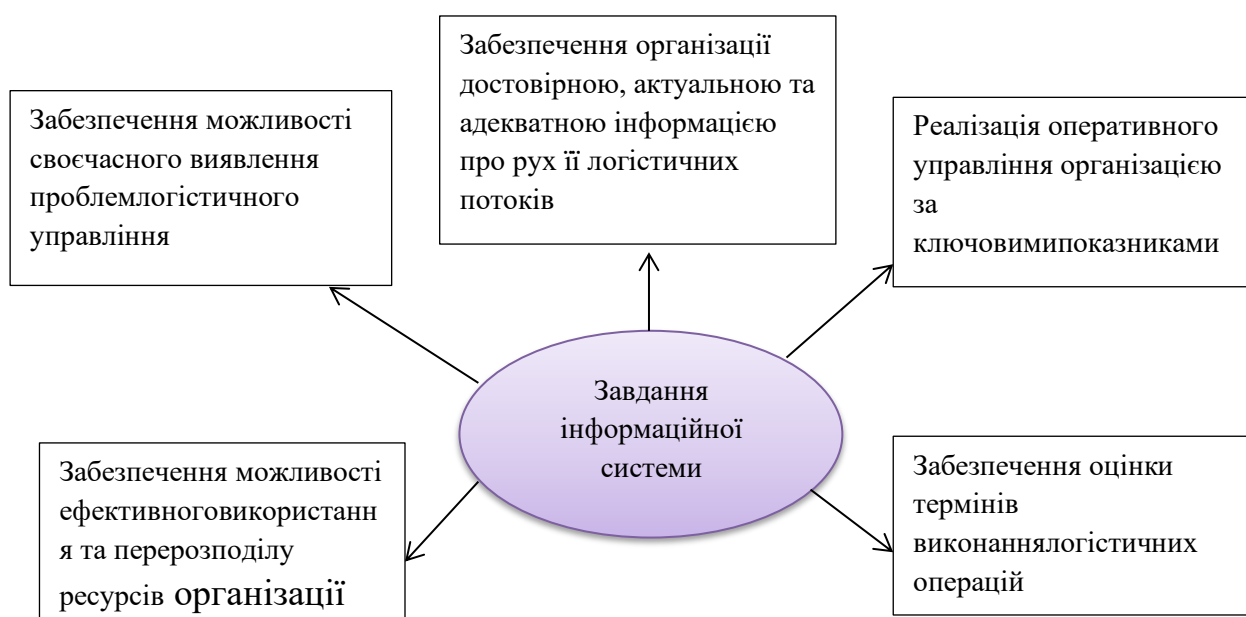 Забезпечення організації
достовірною, актуальною та
адекватною інформацією
про рух її логістичних
потоків
Забезпечення можливості
своєчасного виявлення
проблемлогістичного
управління
Реалізація оперативного
управління організацією
за
ключовимипоказниками
Завдання
інформаційної
системи
Забезпечення можливості
ефективноговикористанн
я та перерозподілу
ресурсів організації
Забезпечення оцінки
термінів
виконаннялогістичних
операцій